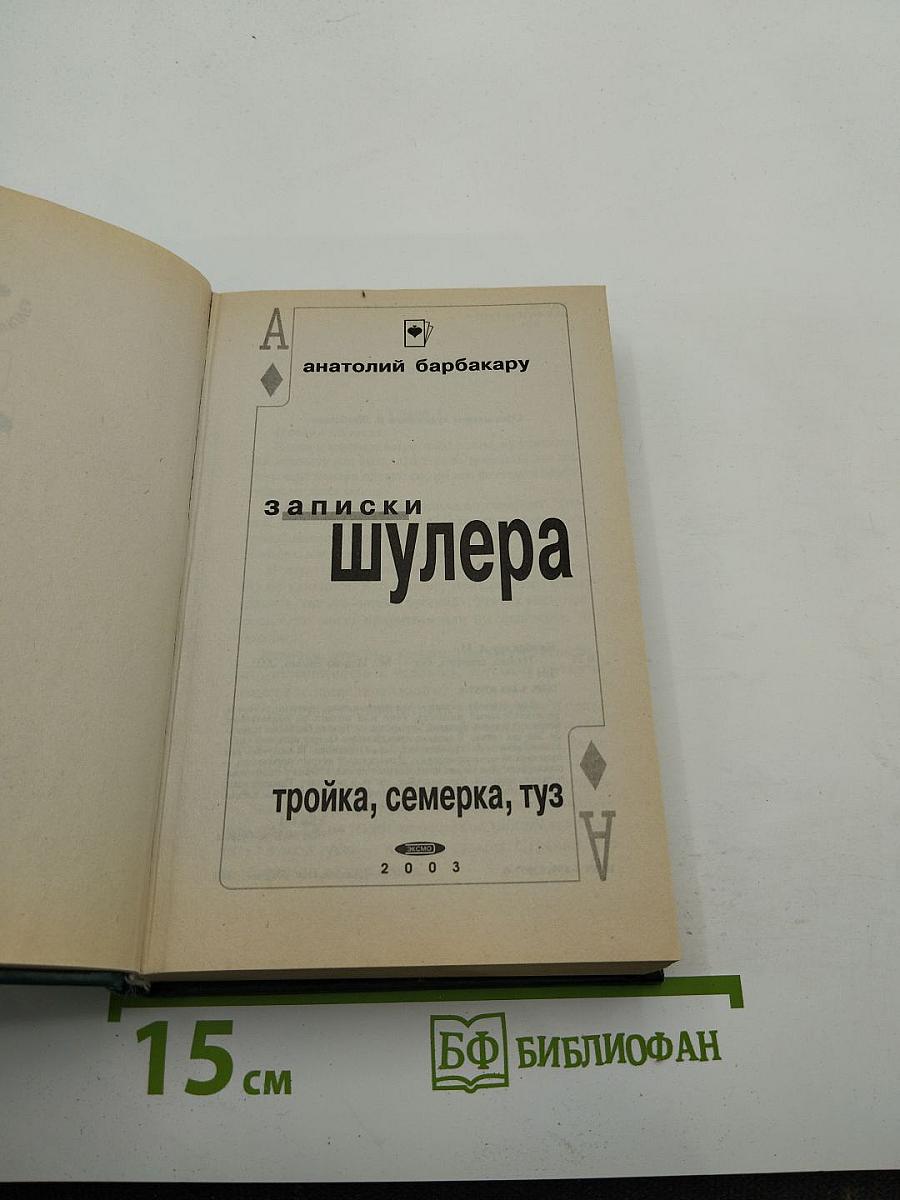 А
анатолий барбакару
записки
шулера
тройка, семерка, туз
А
ЭКСМО
2003
15 см
БФ БИБЛИОФАН